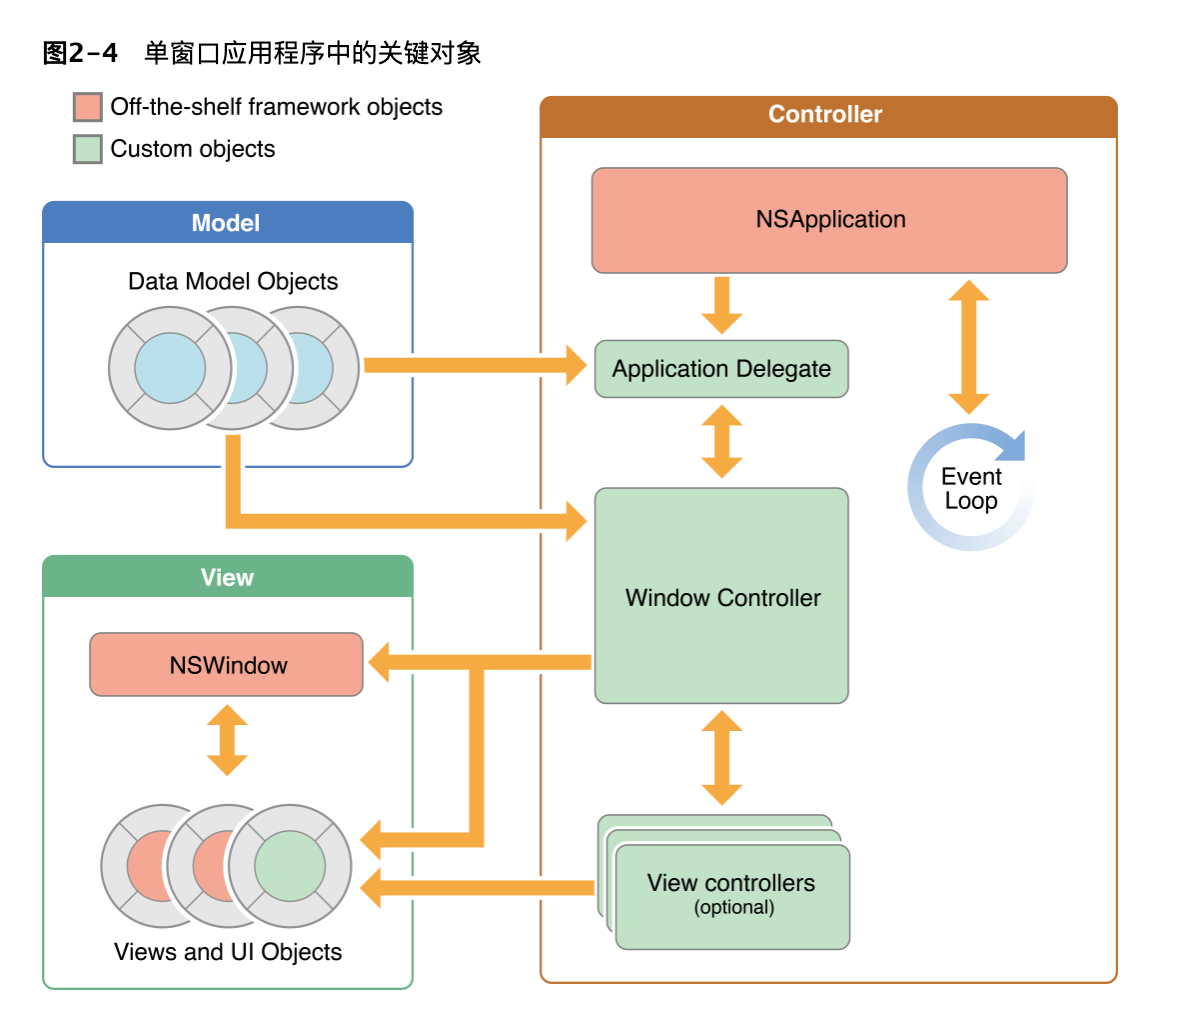 图2-4 单窗口应用程序中的关键对象
Off-the-shelf framework objects
Custom objects
Model
Data Model Objects
Controller
NSApplication
Application Delegate
Event
Loop
Window Controller
View controllers
(optional)
View
NSWindow
Views and UI Objects